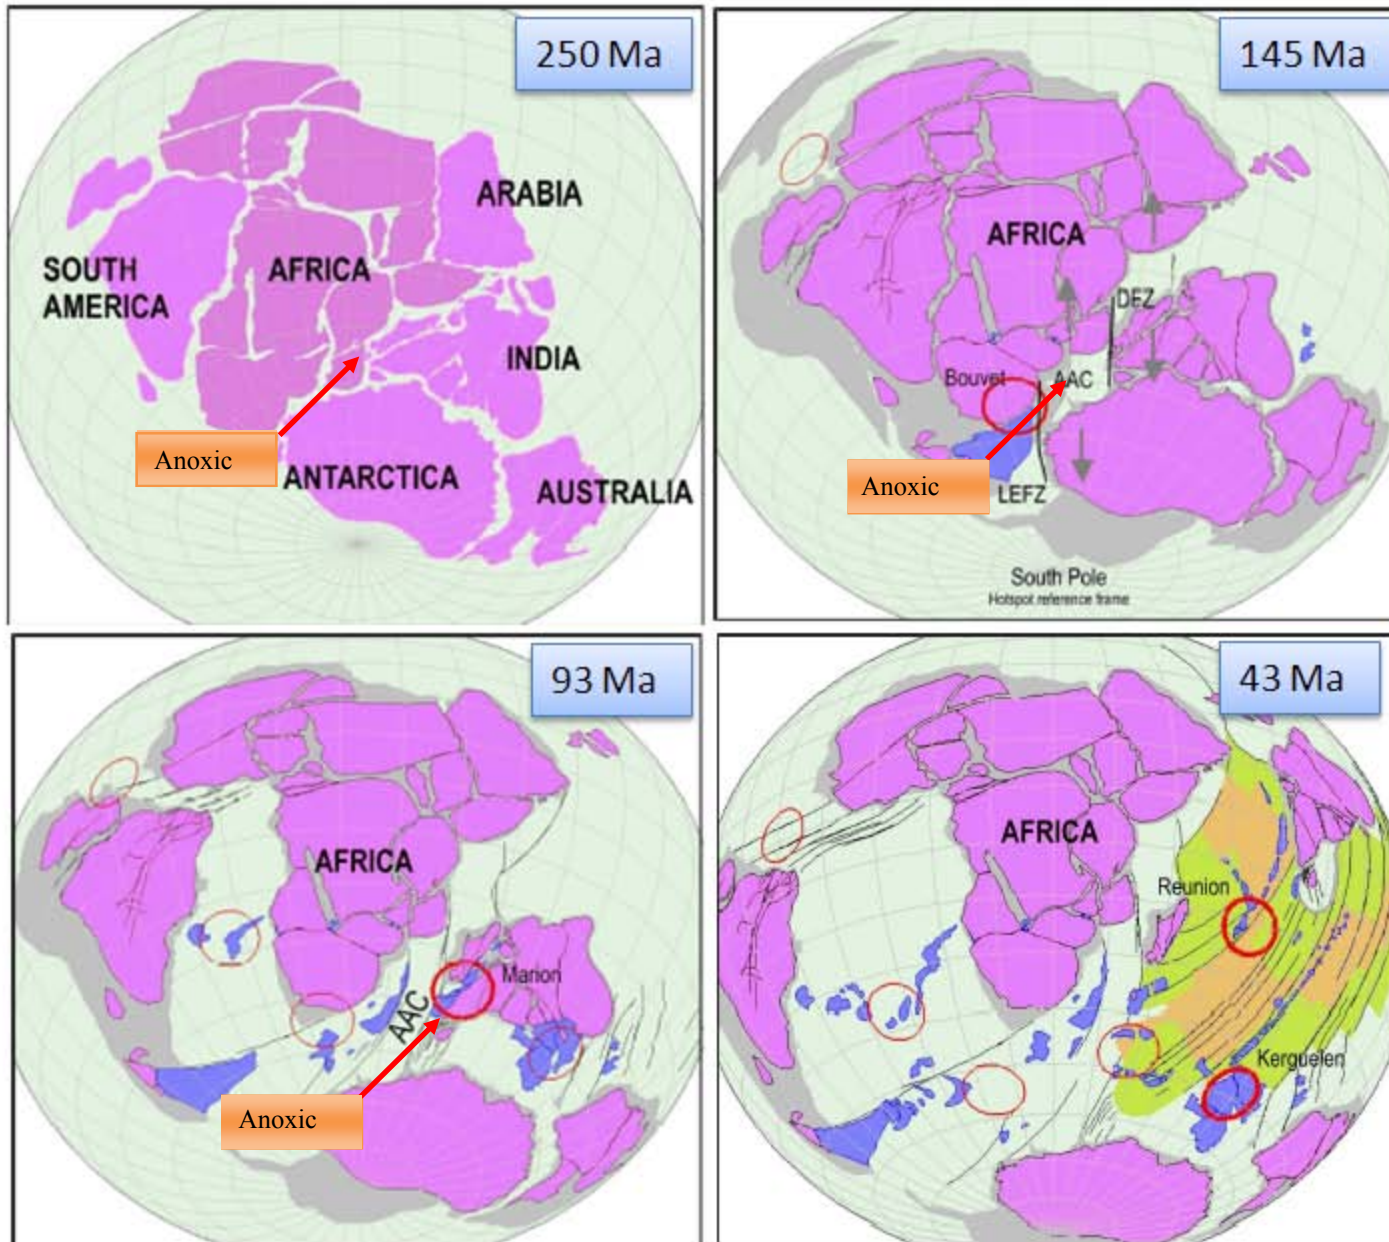 250 Ma
ARABIA
SOUTH
AMERICA
AFRICA
INDIA
Anoxic
ANTARCTICA
AUSTRALIA
145 Ma
AFRICA
DFZ
Bouvet
AAC
Anoxic
LEFZ
South Pole
Hotspot reference frame
93 Ma
AFRICA
Marion
AAC
Anoxic
43 Ma
AFRICA
Reunion
Kerguelen